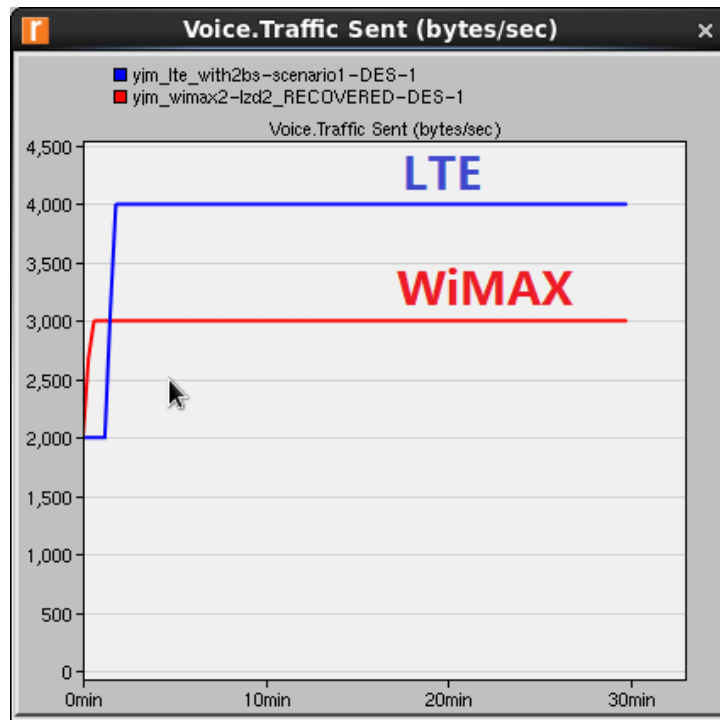 Voice.Traffic Sent (bytes/sec)
yjm_lte_with2bs-scenario1-DES-1
yjm_wimax2-lzd2_RECOVERED-DES-1
Voice.Traffic Sent (bytes/sec)
4,500
LTE
4,000
3,500
WiMAX
3,000
2,500
2,000
1,500
1,000
500
0
0min 10min 20min 30min